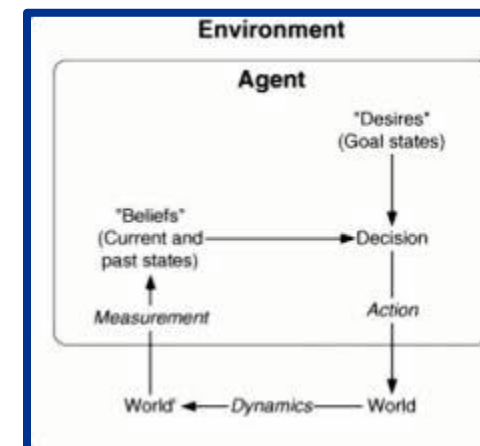 Environment
Agent
"Desires"
(Goal states)
"Beliefs"
(Current and
past states)
Decision
Measurement
Action
World'
Dynamics
World